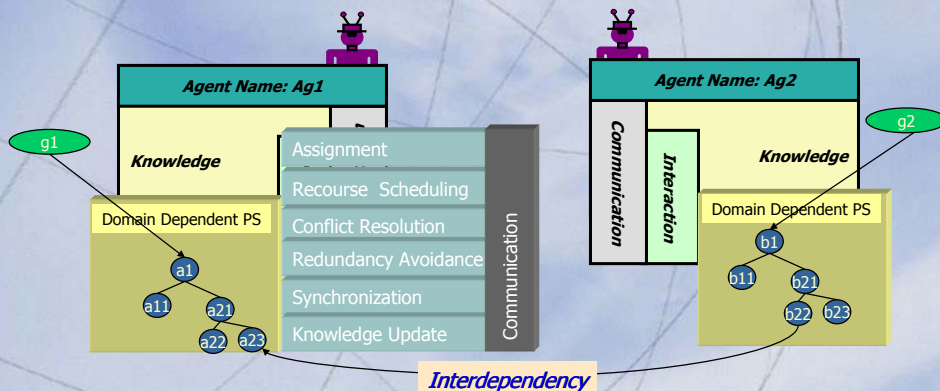 Agent Name: Ag1
g1
Knowledge
Domain Dependent PS
a1
a11
a21
a22
a23
Assignment
Recourse Scheduling
Conflict Resolution
Redundancy Avoidance
Synchronization
Knowledge Update
Communication
Agent Name: Ag2
g2
Communication
Interaction
Knowledge
Domain Dependent PS
b1
b11
b21
b22
b23
Interdependency